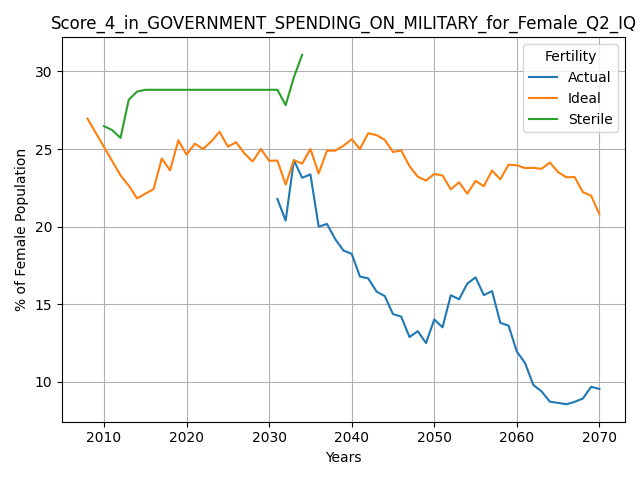 Score_4_in_GOVERNMENT_SPENDING_ON_MILITARY_for_Female_Q2_IQ
Fertility
Actual
Ideal
Sterile
% of Female Population
30
25
20
15
10
2010 2020 2030 2040 2050 2060 2070
Years